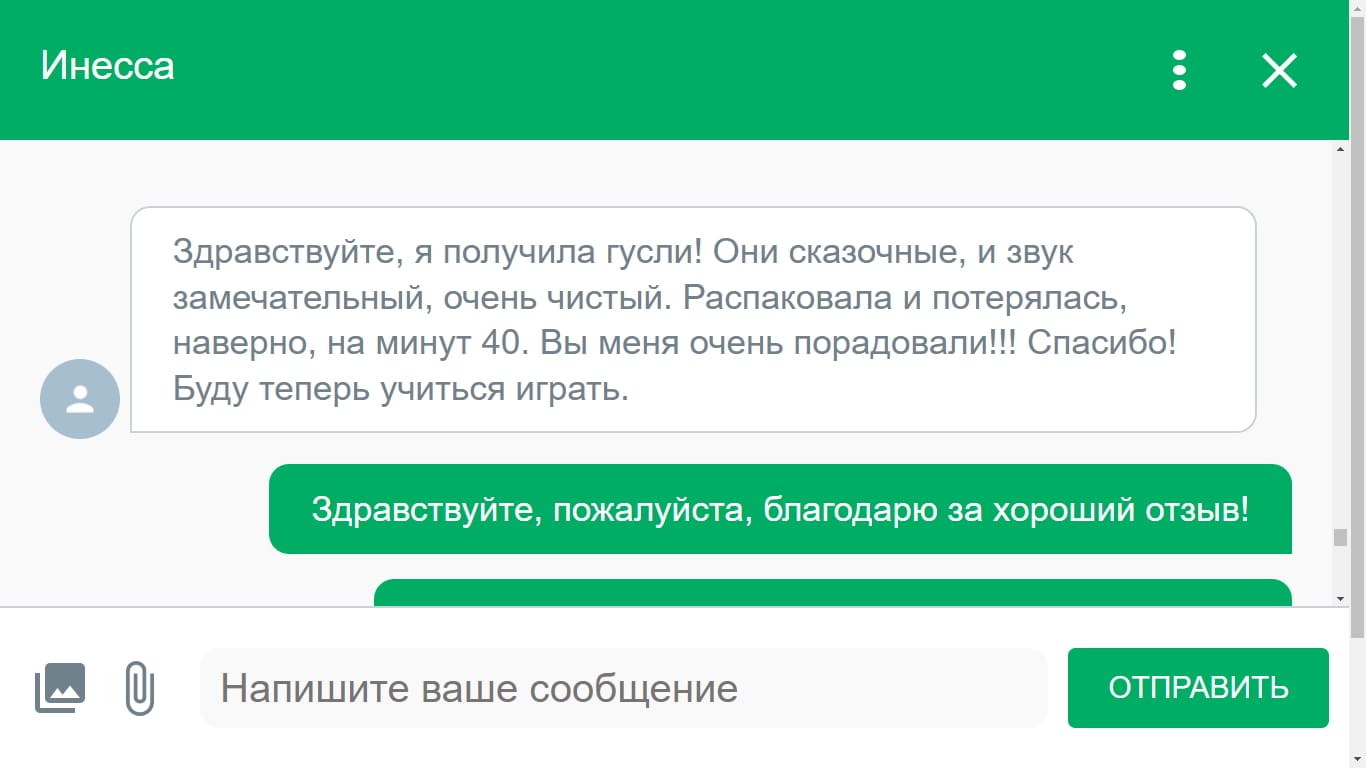 Инесса
Здравствуйте, я получила гусли! Они сказочные, и звук
замечательный, очень чистый. Распаковала и потерялась,
наверно, на минут 40. Вы меня очень порадовали!!! Спасибо!
Буду теперь учиться играть.
Здравствуйте, пожалуйста, благодарю за хороший отзыв!
Напишите ваше сообщение
ОТПРАВИТЬ